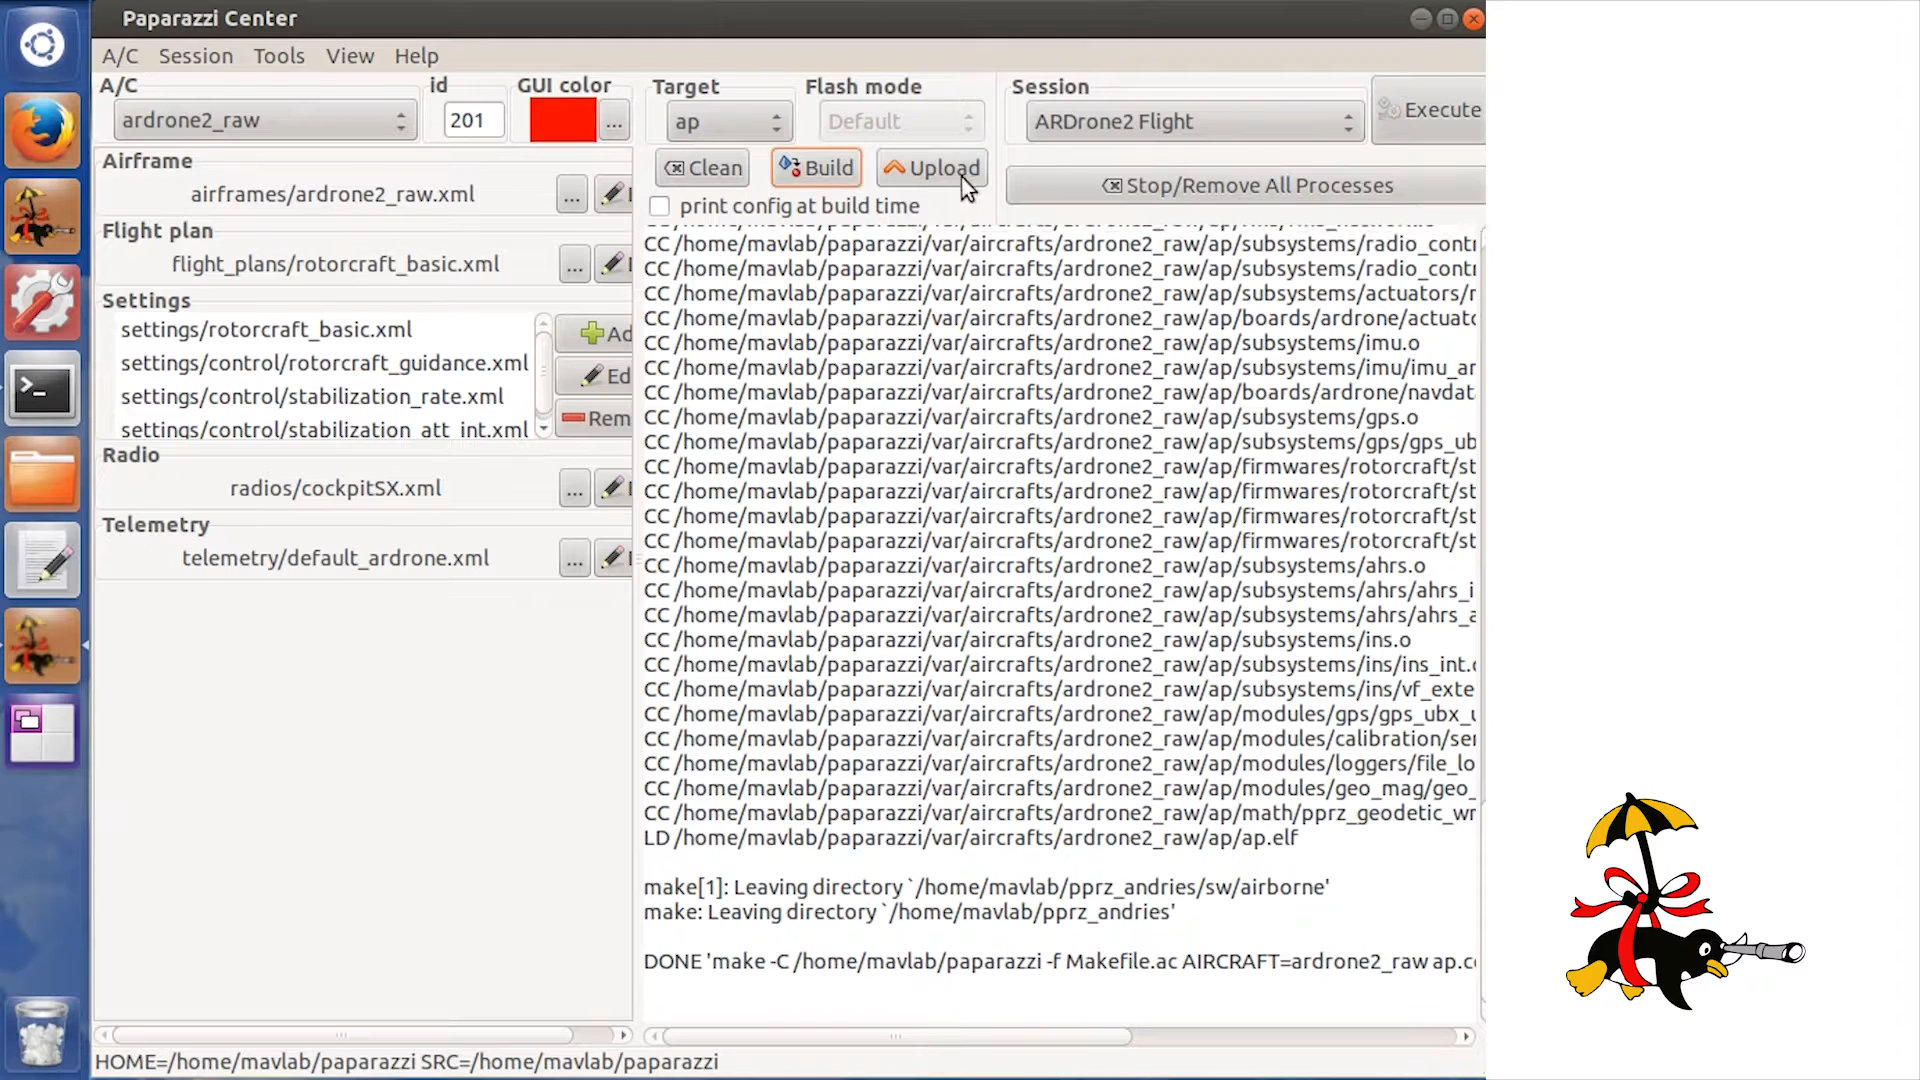 Paparazzi Center
A/C Session Tools View Help
A/C id GUI color Target Flash mode Session
ardrone2_raw 201 ... ap Default ARDrone2 Flight Execute
Airframe Clean Build Upload
airframes/ardrone2_raw.xml ... Stop/Remove All Processes
print config at build time
Flight plan
flight_plans/rotorcraft_basic.xml ...
Settings
settings/rotorcraft_basic.xml Ad
settings/control/rotorcraft_guidance.xml Ed
settings/control/stabilization_rate.xml
settings/control/stabilization_att_int.xml Rem
Radio
radios/cockpitSX.xml ...
Telemetry
telemetry/default_ardrone.xml ...
CC /home/mavlab/paparazzi/var/aircrafts/ardrone2_raw/ap/subsystems/radio_contr
CC /home/mavlab/paparazzi/var/aircrafts/ardrone2_raw/ap/subsystems/radio_contr
CC /home/mavlab/paparazzi/var/aircrafts/ardrone2_raw/ap/subsystems/actuators/r
CC /home/mavlab/paparazzi/var/aircrafts/ardrone2_raw/ap/boards/ardrone/actuato
CC /home/mavlab/paparazzi/var/aircrafts/ardrone2_raw/ap/subsystems/imu.o
CC /home/mavlab/paparazzi/var/aircrafts/ardrone2_raw/ap/subsystems/imu/imu_ar
CC /home/mavlab/paparazzi/var/aircrafts/ardrone2_raw/ap/boards/ardrone/navdat
CC /home/mavlab/paparazzi/var/aircrafts/ardrone2_raw/ap/subsystems/gps.o
CC /home/mavlab/paparazzi/var/aircrafts/ardrone2_raw/ap/subsystems/gps/gps_ub
CC /home/mavlab/paparazzi/var/aircrafts/ardrone2_raw/ap/firmwares/rotorcraft/st
CC /home/mavlab/paparazzi/var/aircrafts/ardrone2_raw/ap/firmwares/rotorcraft/st
CC /home/mavlab/paparazzi/var/aircrafts/ardrone2_raw/ap/firmwares/rotorcraft/st
CC /home/mavlab/paparazzi/var/aircrafts/ardrone2_raw/ap/firmwares/rotorcraft/st
CC /home/mavlab/paparazzi/var/aircrafts/ardrone2_raw/ap/subsystems/ahrs.o
CC /home/mavlab/paparazzi/var/aircrafts/ardrone2_raw/ap/subsystems/ahrs/ahrs_i
CC /home/mavlab/paparazzi/var/aircrafts/ardrone2_raw/ap/subsystems/ahrs/ahrs_a
CC /home/mavlab/paparazzi/var/aircrafts/ardrone2_raw/ap/subsystems/ins.o
CC /home/mavlab/paparazzi/var/aircrafts/ardrone2_raw/ap/subsystems/ins/ins_int.o
CC /home/mavlab/paparazzi/var/aircrafts/ardrone2_raw/ap/subsystems/ins/vf_exte
CC /home/mavlab/paparazzi/var/aircrafts/ardrone2_raw/ap/modules/gps/gps_ubx_u
CC /home/mavlab/paparazzi/var/aircrafts/ardrone2_raw/ap/modules/calibration/ser
CC /home/mavlab/paparazzi/var/aircrafts/ardrone2_raw/ap/modules/loggers/file_lo
CC /home/mavlab/paparazzi/var/aircrafts/ardrone2_raw/ap/modules/geo_mag/geo_
CC /home/mavlab/paparazzi/var/aircrafts/ardrone2_raw/ap/math/pprz_geodetic_wr
LD /home/mavlab/paparazzi/var/aircrafts/ardrone2_raw/ap/ap.elf
make[1]: Leaving directory `/home/mavlab/pprz_andries/sw/airborne'
make: Leaving directory `/home/mavlab/pprz_andries'
DONE 'make -C /home/mavlab/paparazzi -f Makefile.ac AIRCRAFT=ardrone2_raw ap.co
HOME=/home/mavlab/paparazzi SRC=/home/mavlab/paparazzi